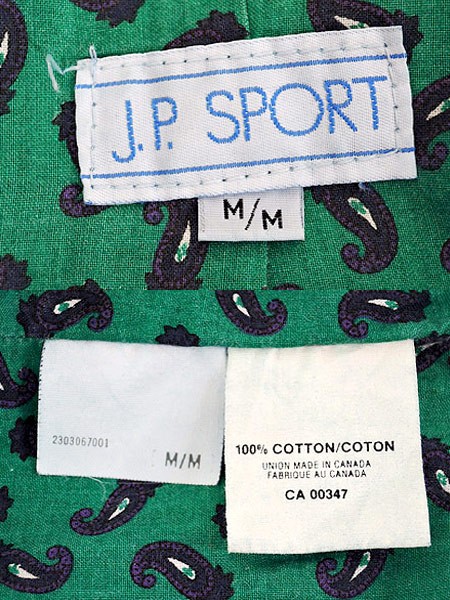 J.P. SPORT
M/M
2303067001
M/M
100% COTTON/COTON
UNION MADE IN CANADA
FABRIQUE AU CANADA
CA 00347